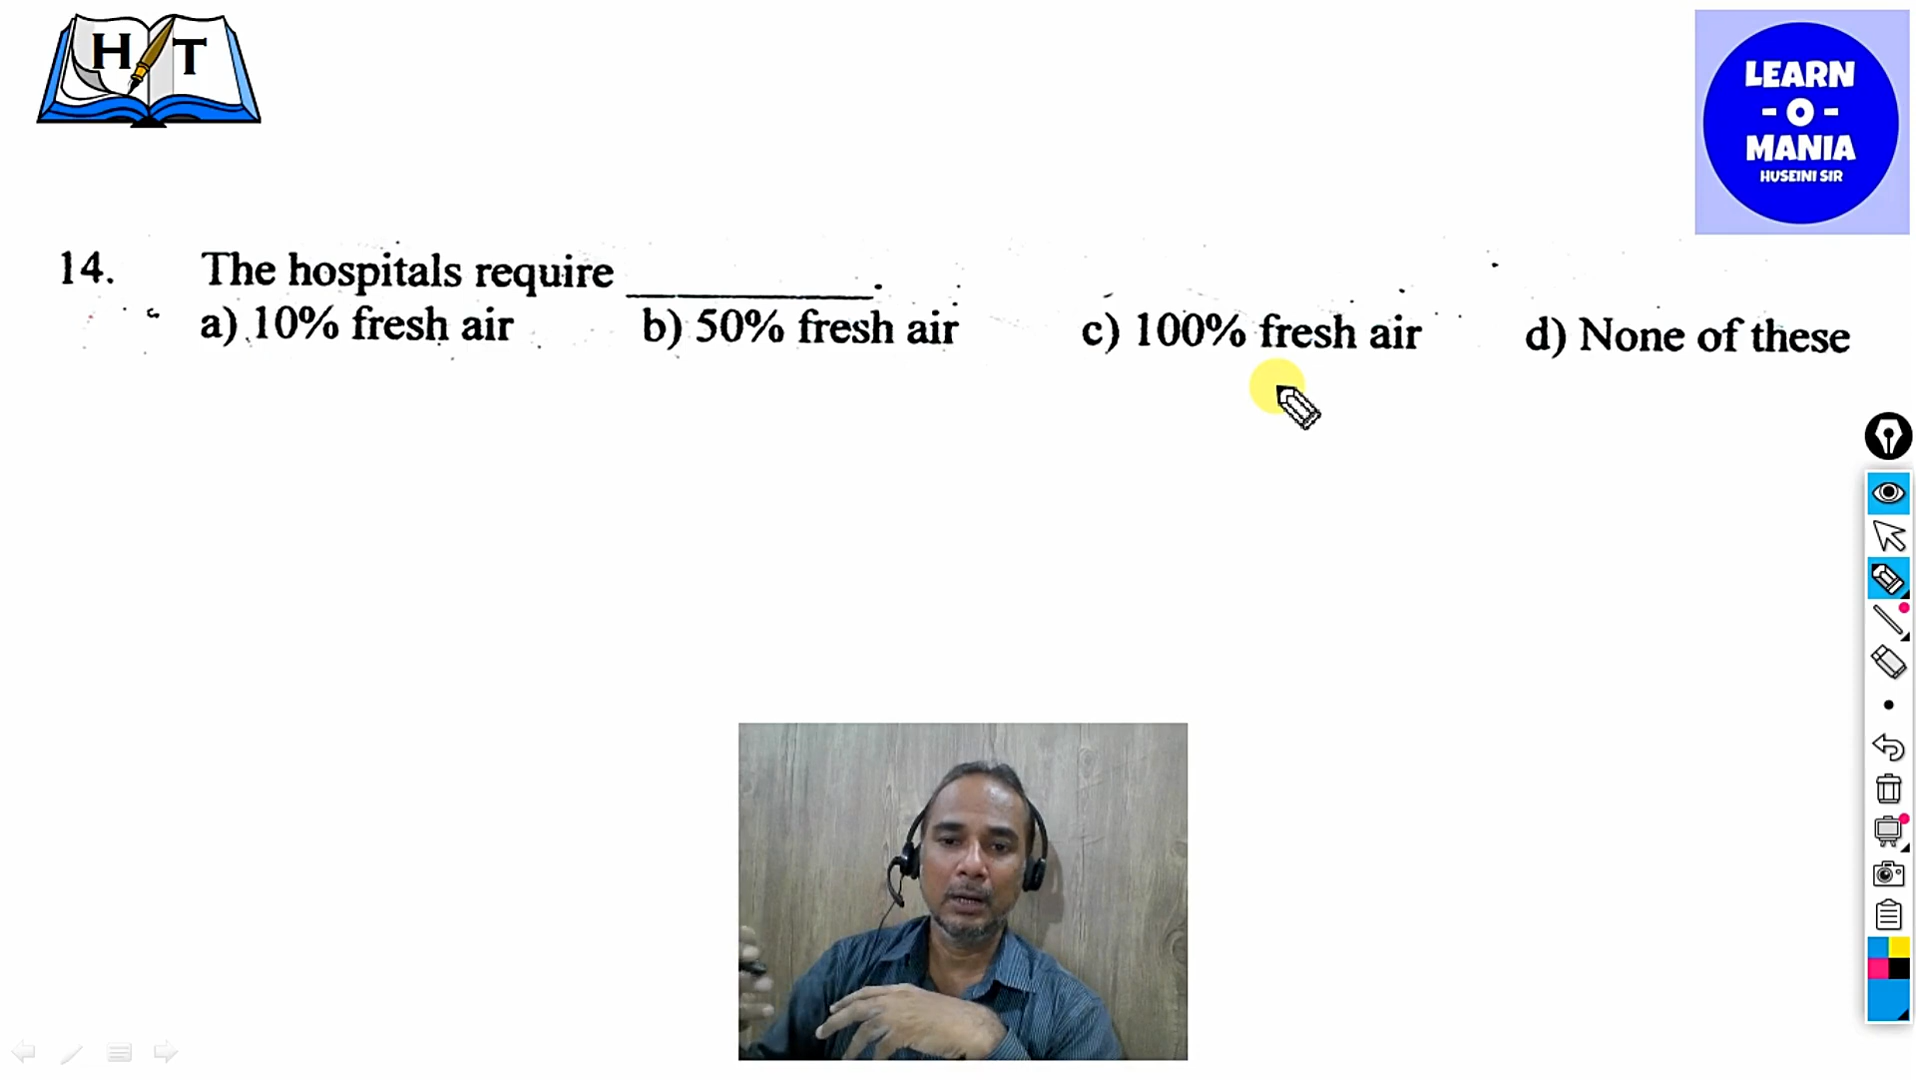 H T
LEARN
- O -
MANIA
HUSEINI SIR
14. The hospitals require ____________.
a) 10% fresh air b) 50% fresh air c) 100% fresh air d) None of these